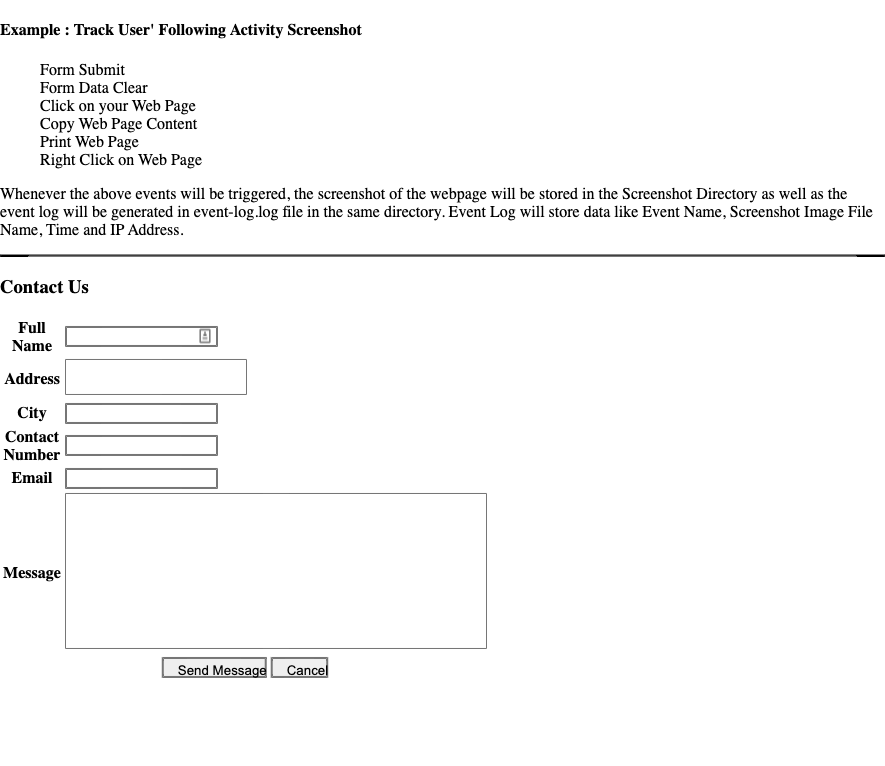 Example : Track User' Following Activity Screenshot
Form Submit
Form Data Clear
Click on your Web Page
Copy Web Page Content
Print Web Page
Right Click on Web Page
Whenever the above events will be triggered, the screenshot of the webpage will be stored in the Screenshot Directory as well as the
event log will be generated in event-log.log file in the same directory. Event Log will store data like Event Name, Screenshot Image File
Name, Time and IP Address.
Contact Us
Full
Name
Address
City
Contact
Number
Email
Message
Send Message Cancel